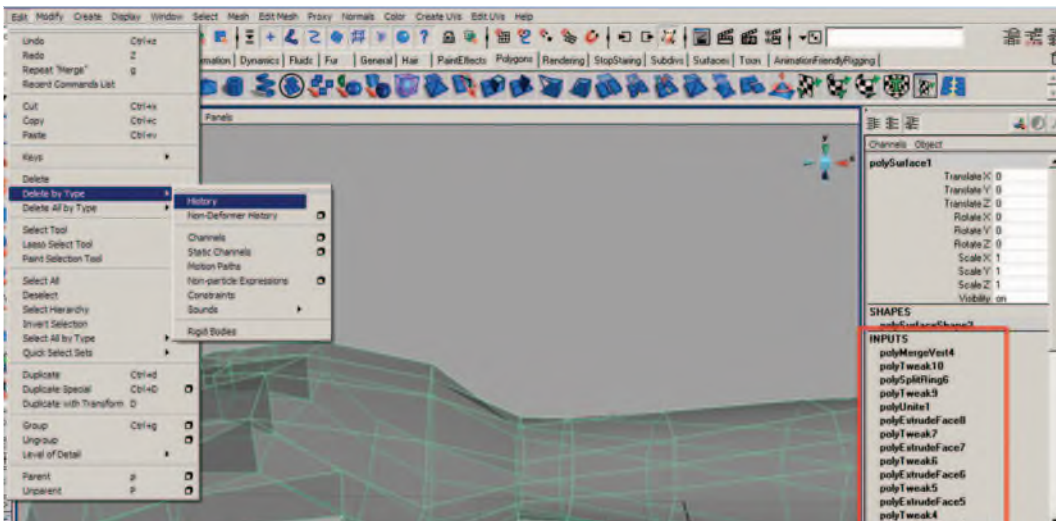 Edit Modify Create Display Window Select Mesh Edit Mesh Proxy Normals Color Create UVs Edit UVs Help
Dynamics Fluids Fur General Hair PaintEffects Polygons Rendering StopStaring Subdivs Surfaces Toon AnimationFriendlyRigging
Undo Ctrl+z
Redo Z
Repeat "Merge" g
Recent Commands List
Cut Ctrl+x
Copy Ctrl+c
Paste Ctrl+v
Keys
Delete
Delete by Type
Delete All by Type
Select Tool
Lasso Select Tool
Paint Selection Tool
Select All
Deselect
Select Hierarchy
Invert Selection
Select All by Type
Quick Select Sets
Duplicate Ctrl+d
Duplicate Special Ctrl+D
Duplicate with Transform D
Group Ctrl+g
Ungroup
Level of Detail
Parent p
Unparent P
History
Non-Deformer History
Channels
Static Channels
Motion Paths
Non-particle Expressions
Constraints
Sounds
Rigid Bodies
Panels
y
Channels Object
polySurface1
Translate X 0
Translate Y 0
Translate Z 0
Rotate X 0
Rotate Y 0
Rotate Z 0
Scale X 1
Scale Y 1
Scale Z 1
Visibility on
SHAPES
polySurfaceShape2
INPUTS
polyMergeVert4
polyTweak10
polySplitRing6
polyTweak9
polyUnite1
polyExtrudeFace8
polyTweak7
polyExtrudeFace7
polyTweak6
polyExtrudeFace6
polyTweak5
polyExtrudeFace5
polyTweak4